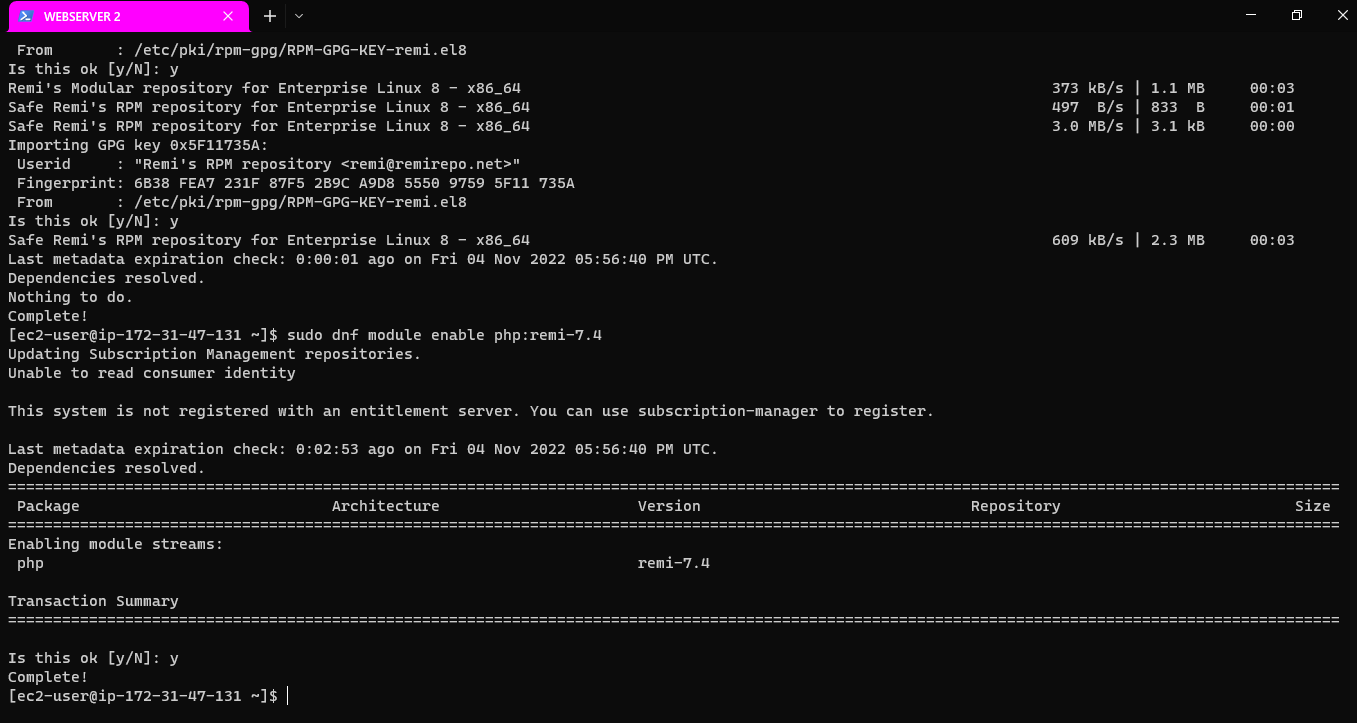 WEBSERVER 2
 From       : /etc/pki/rpm-gpg/RPM-GPG-KEY-remi.el8
Is this ok [y/N]: y
Remi's Modular repository for Enterprise Linux 8 - x86_64                                                           373 kB/s | 1.1 MB     00:03
Safe Remi's RPM repository for Enterprise Linux 8 - x86_64                                                          497  B/s | 833  B     00:01
Safe Remi's RPM repository for Enterprise Linux 8 - x86_64                                                          3.0 MB/s | 3.1 kB     00:00
Importing GPG key 0x5F11735A:
 Userid     : "Remi's RPM repository <remi@remirepo.net>"
 Fingerprint: 6B38 FEA7 231F 87F5 2B9C A9D8 5550 9759 5F11 735A
 From       : /etc/pki/rpm-gpg/RPM-GPG-KEY-remi.el8
Is this ok [y/N]: y
Safe Remi's RPM repository for Enterprise Linux 8 - x86_64                                                          609 kB/s | 2.3 MB     00:03
Last metadata expiration check: 0:00:01 ago on Fri 04 Nov 2022 05:56:40 PM UTC.
Dependencies resolved.
Nothing to do.
Complete!
[ec2-user@ip-172-31-47-131 ~]$ sudo dnf module enable php:remi-7.4
Updating Subscription Management repositories.
Unable to read consumer identity
This system is not registered with an entitlement server. You can use subscription-manager to register.
Last metadata expiration check: 0:02:53 ago on Fri 04 Nov 2022 05:56:40 PM UTC.
Dependencies resolved.
====================================================================================================================================================
 Package                            Architecture                      Version                              Repository                          Size
====================================================================================================================================================
Enabling module streams:
 php                                                                  remi-7.4
Transaction Summary
====================================================================================================================================================
Is this ok [y/N]: y
Complete!
[ec2-user@ip-172-31-47-131 ~]$